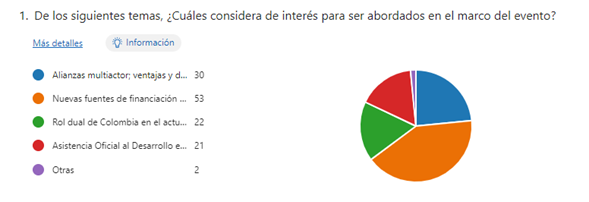 1. De los siguientes temas, ¿Cuáles considera de interés para ser abordados en el marco del evento?
Más detalles
Información
Alianzas multiactor; ventajas y d... 30
Nuevas fuentes de financiación ... 53
Rol dual de Colombia en el actu... 22
Asistencia Oficial al Desarrollo e... 21
Otras 2